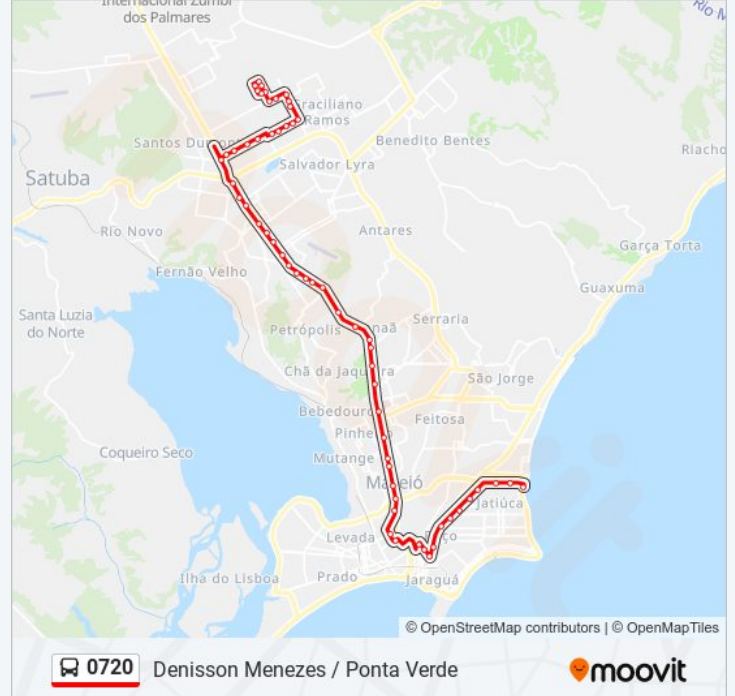 Internacional Zumbi
dos Palmares
Rio
Graciliano
Ramos
Santos Dumont
Benedito Bentes
Riacho
Salvador Lyra
Satuba
Rio Novo
Antares
Garça Torta
Fernão Velho
Guaxuma
Santa Luzia
do Norte
Serraria
Petrópolis
naã
Chã da Jaqueira
São Jorge
Bebedouro
Feitosa
Pinheiro
Coqueiro Seco
Mutange
Maceió
Jatiúca
Levada
Poço
Ilha do Lisboa
Prado
Jaraguá
© OpenStreetMap contributors | © OpenMapTiles
0720
Denisson Menezes / Ponta Verde
moovit